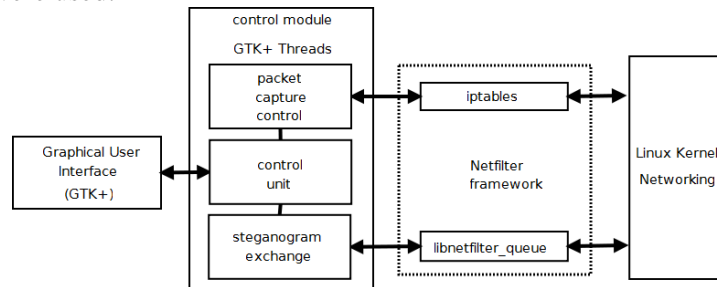 control module
GTK+ Threads
packet
capture
control
iptables
Graphical User
Interface
(GTK+)
control
unit
Netfilter
framework
Linux Kernel
Networking
steganogram
exchange
libnetfilter_queue